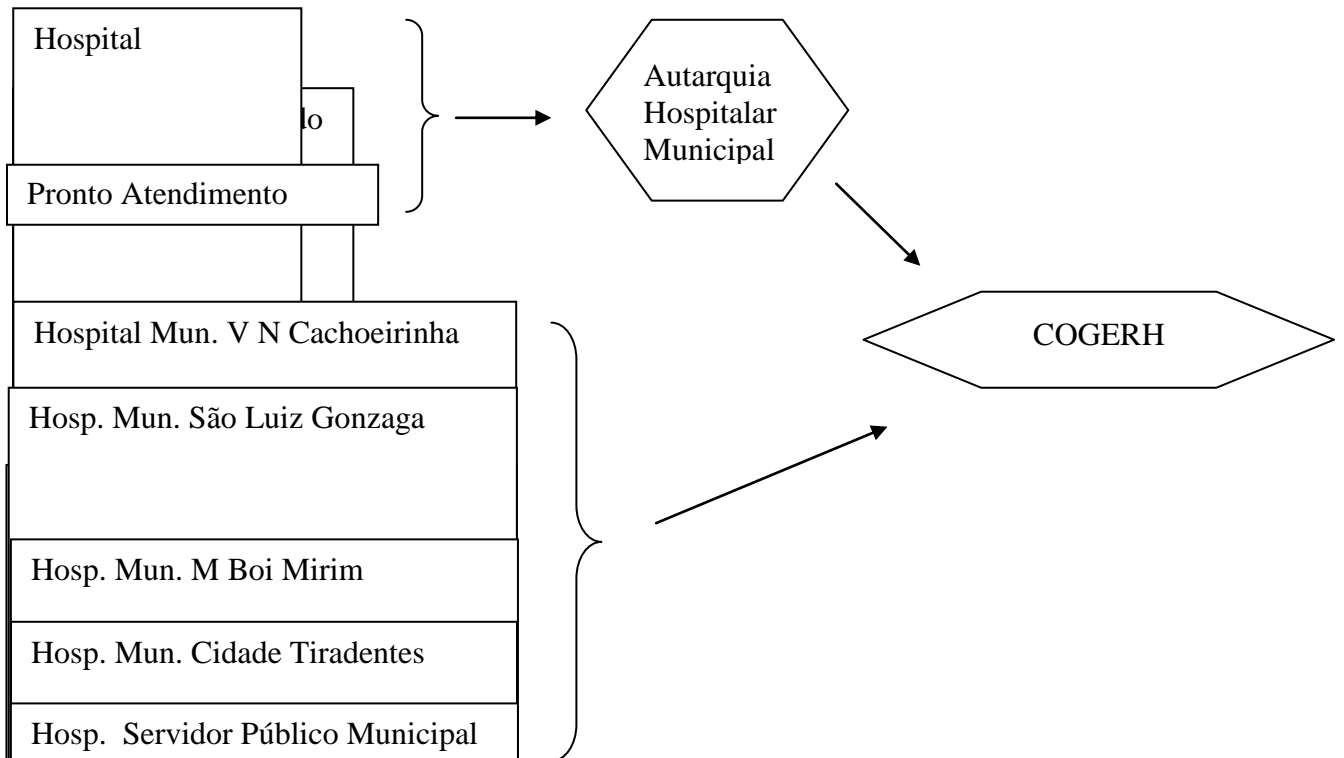 Hospital
Pronto Atendimento
Autarquia
Hospitalar
Municipal
Hospital Mun. V N Cachoeirinha
COGERH
Hosp. Mun. São Luiz Gonzaga
Hosp. Mun. M Boi Mirim
Hosp. Mun. Cidade Tiradentes
Hosp. Servidor Público Municipal